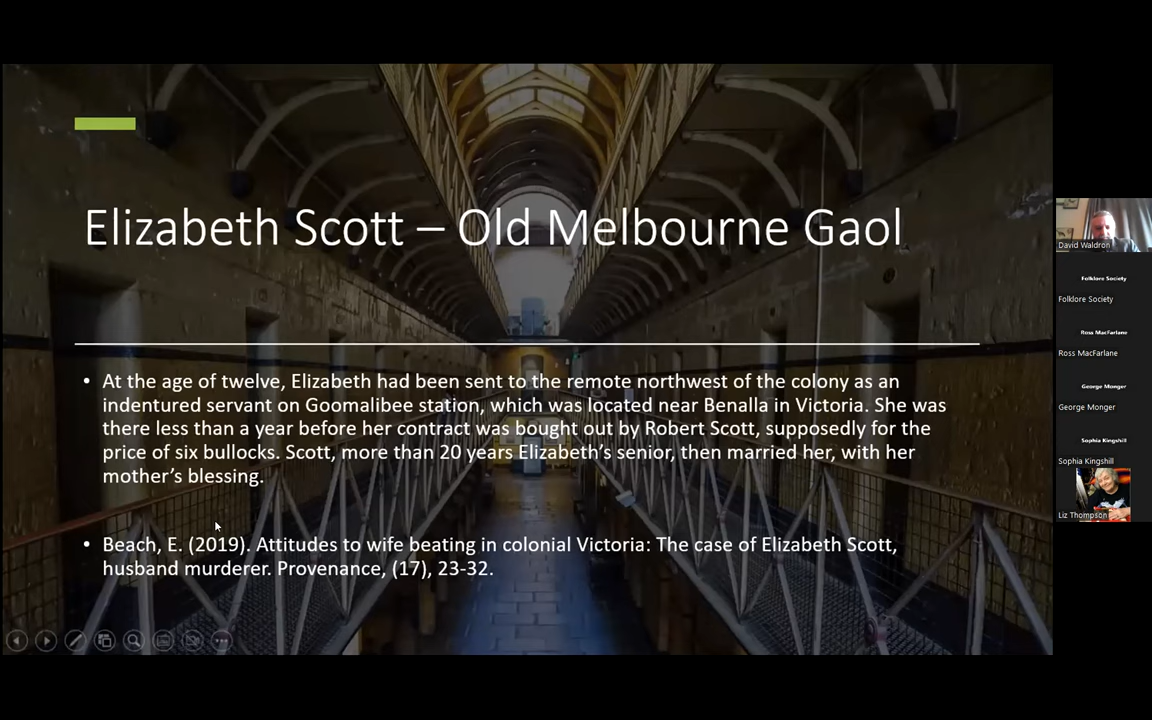 Elizabeth Scott – Old Melbourne Gaol
• At the age of twelve, Elizabeth had been sent to the remote northwest of the colony as an
indentured servant on Goomalibee station, which was located near Benalla in Victoria. She was
there less than a year before her contract was bought out by Robert Scott, supposedly for the
price of six bullocks. Scott, more than 20 years Elizabeth's senior, then married her, with her
mother's blessing.
• Beach, E. (2019). Attitudes to wife beating in colonial Victoria: The case of Elizabeth Scott,
husband murderer. Provenance, (17), 23-32.
David Waldron
Folklore Society
Folklore Society
Ross MacFarlane
Ross MacFarlane
George Monger
George Monger
Sophia Kingshill
Sophia Kingshill
Liz Thompson